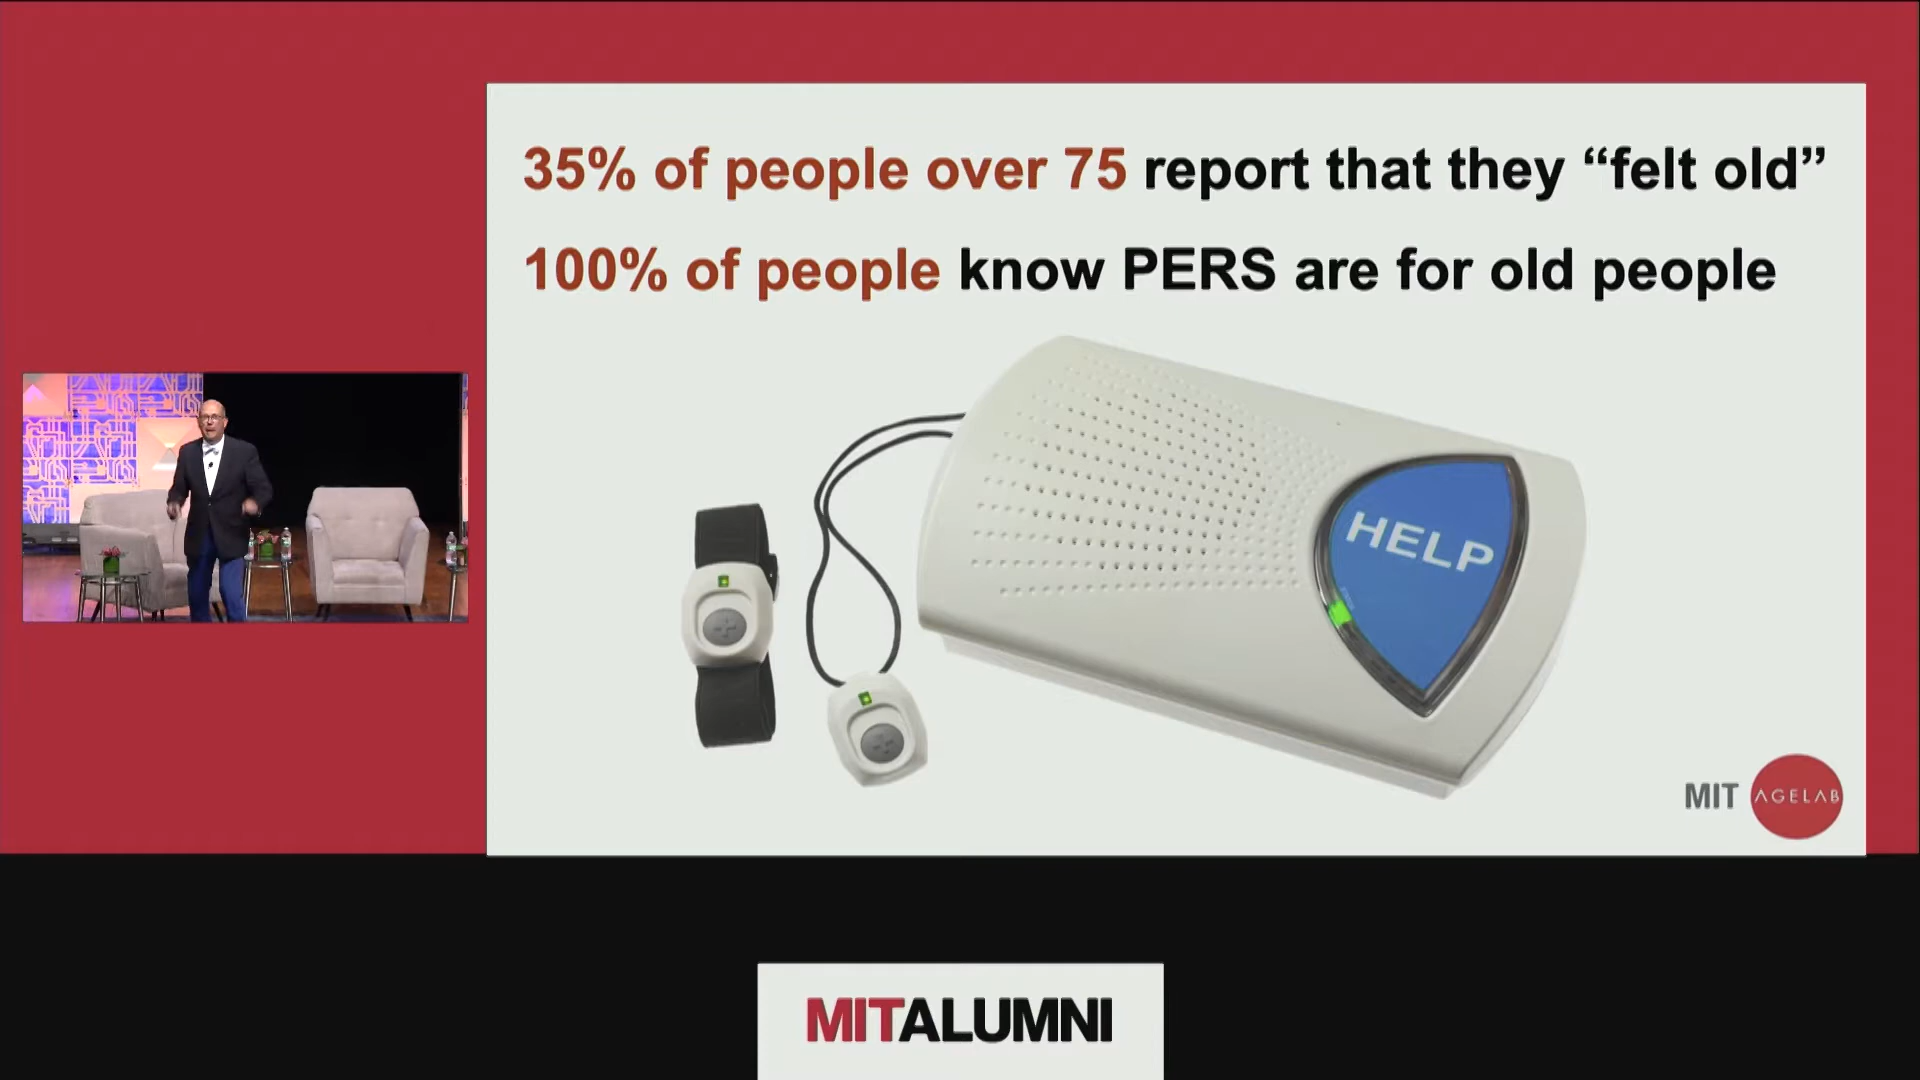 35% of people over 75 report that they “felt old”
100% of people know PERS are for old people
HELP
MIT AGELAB
MITALUMNI